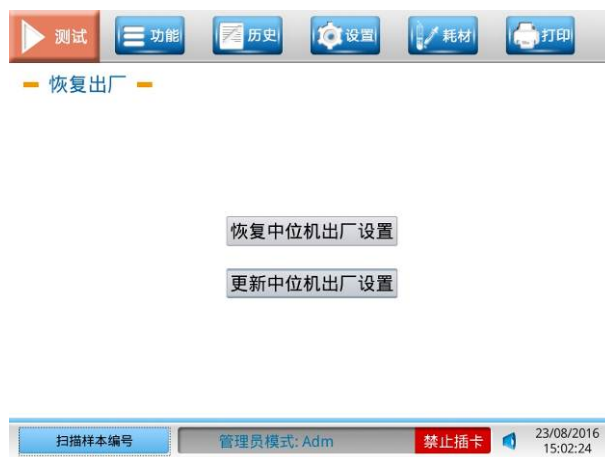 测试 功能 历史 设置 耗材 打印
恢复出厂
恢复中位机出厂设置
更新中位机出厂设置
扫描样本编号 管理员模式: Adm 禁止插卡 23/08/2016
15:02:24